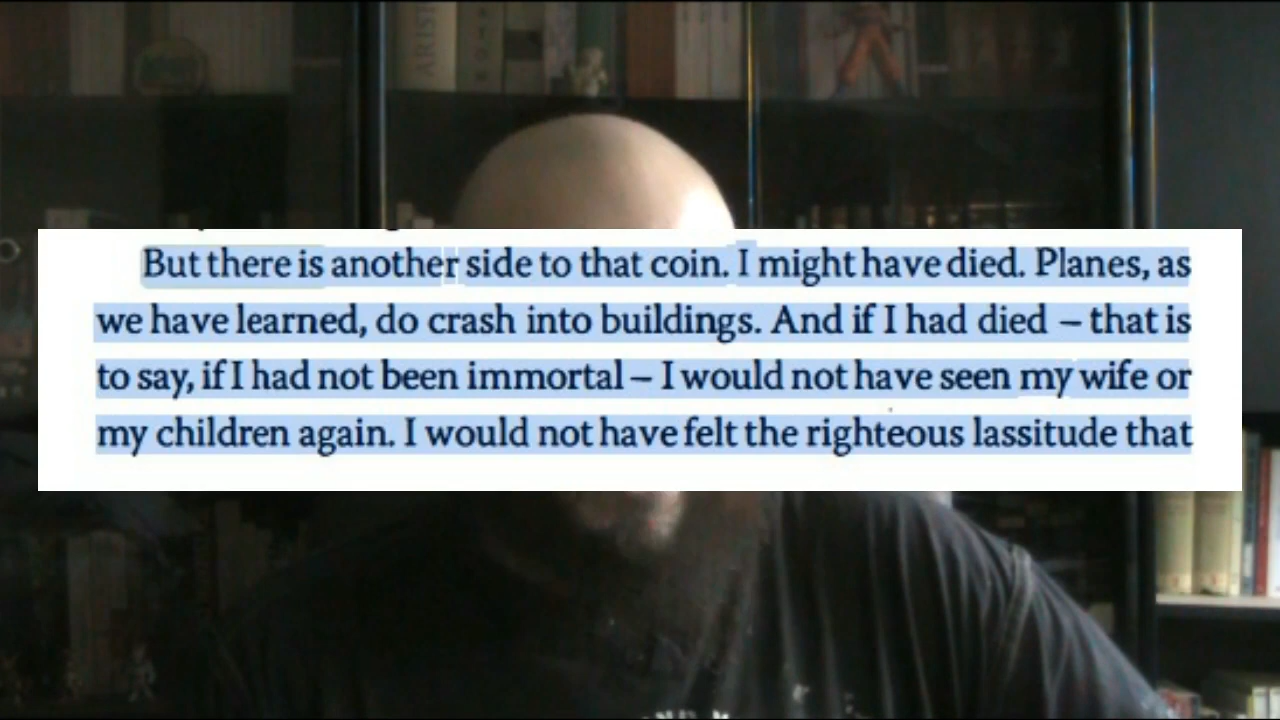 ARIST
But there is another side to that coin. I might have died. Planes, as
we have learned, do crash into buildings. And if I had died – that is
to say, if I had not been immortal – I would not have seen my wife or
my children again. I would not have felt the righteous lassitude that